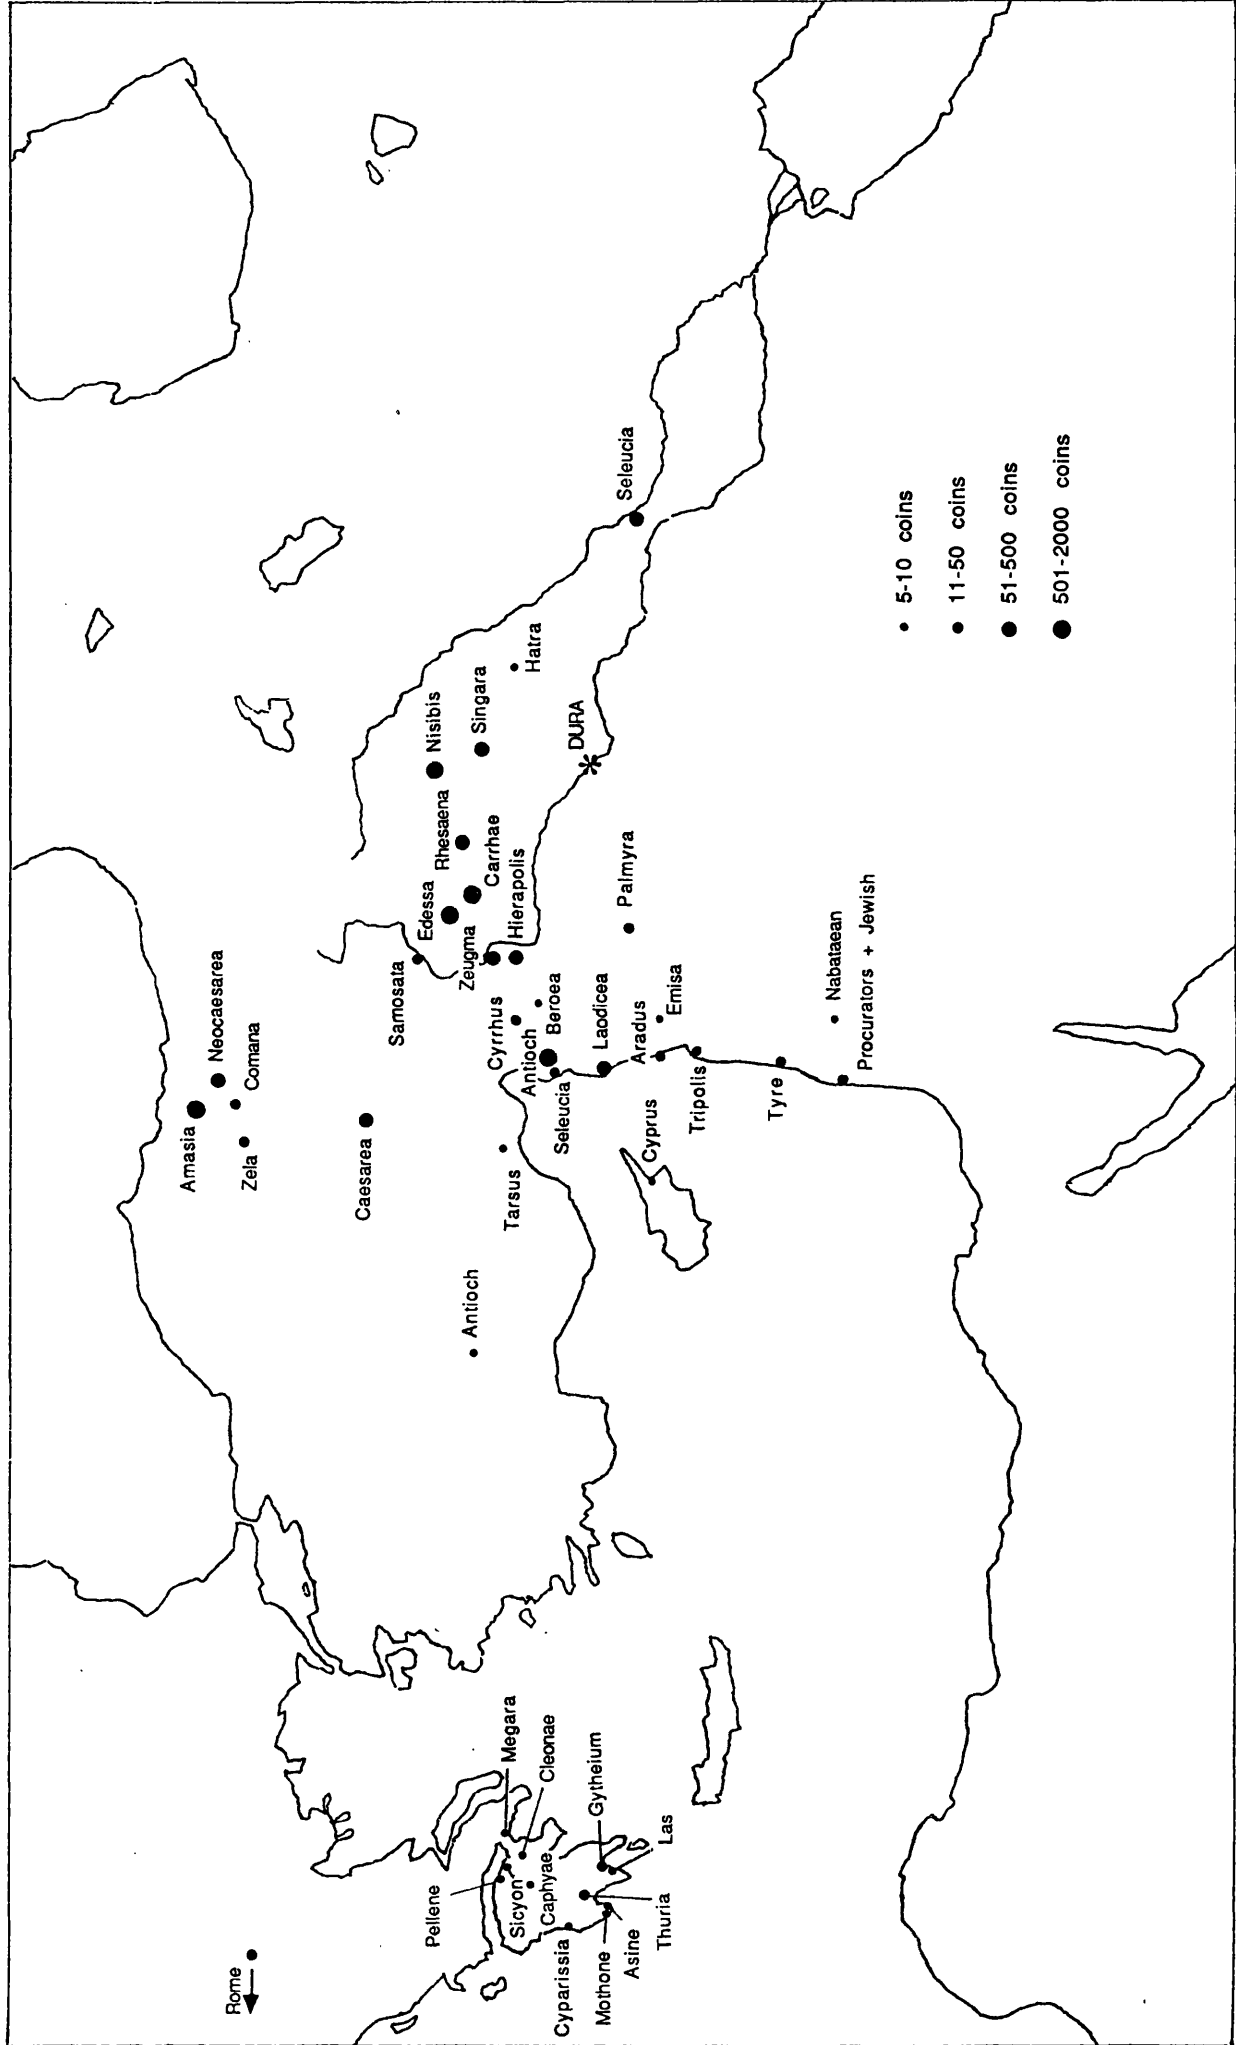 Rome
Pellene
Sicyon
Caphyae
Megara
Cleonae
Gytheium
Las
Thuria
Asine
Mothone
Cyparissia
Antioch
Amasia
Neocaesarea
Comana
Zela
Caesarea
Tarsus
Cyprus
Samosata
Edessa
Rhesaena
Nisibis
Singara
Hatra
Carrhae
Zeugma
Hierapolis
Cyrrhus
Beroea
Antioch
Seleucia
Laodicea
Aradus
Emisa
Tripolis
Tyre
Palmyra
DURA
Seleucia
Nabataean
Procurators + Jewish
5-10 coins
11-50 coins
51-500 coins
501-2000 coins